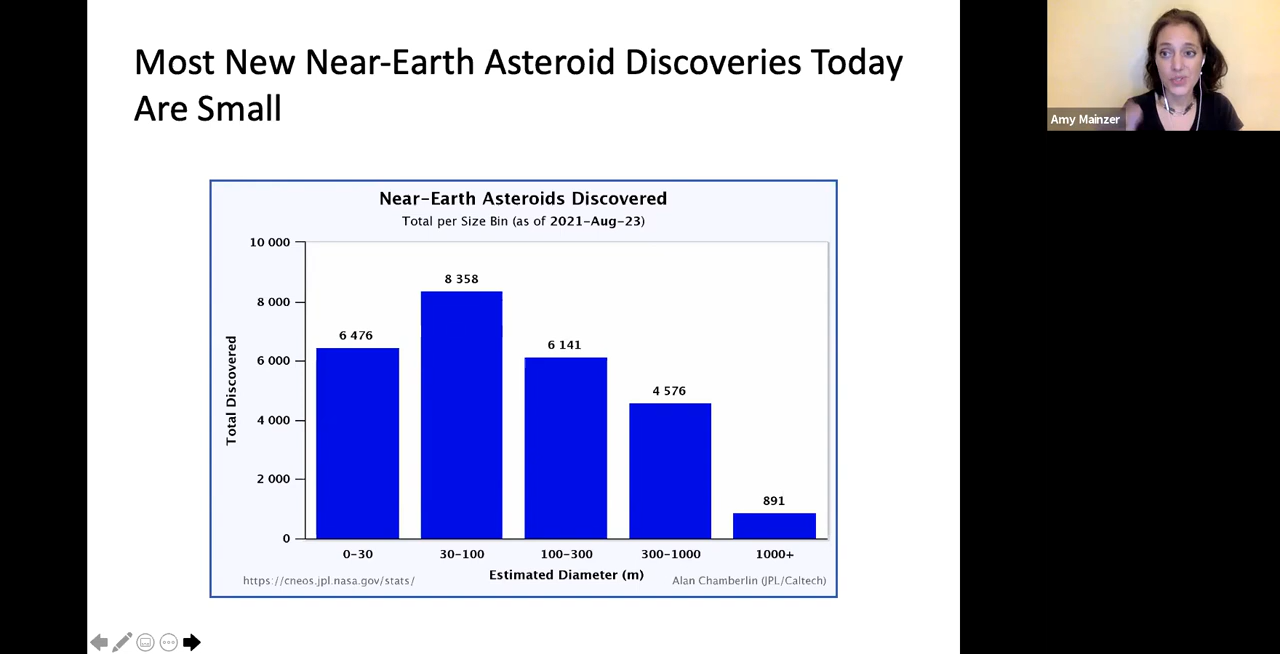 Most New Near-Earth Asteroid Discoveries Today
Are Small
Amy Mainzer
Near-Earth Asteroids Discovered
Total per Size Bin (as of 2021-Aug-23)
Total Discovered
10 000
8 000
6 000
4 000
2 000
0
6 476
8 358
6 141
4 576
891
0-30
30-100
100-300
300-1000
1000+
Estimated Diameter (m)
https://cneos.jpl.nasa.gov/stats/
Alan Chamberlin (JPL/Caltech)